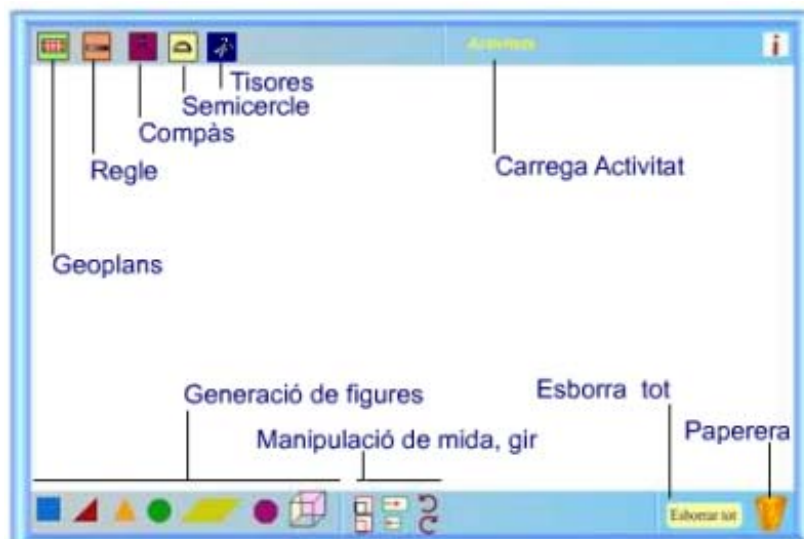 Activitats
i
Tisores
Semicercle
Compàs
Carrega Activitat
Regle
Geoplans
Generació de figures
Esborra tot
Manipulació de mida, gir
Paperera
Esborrar tot